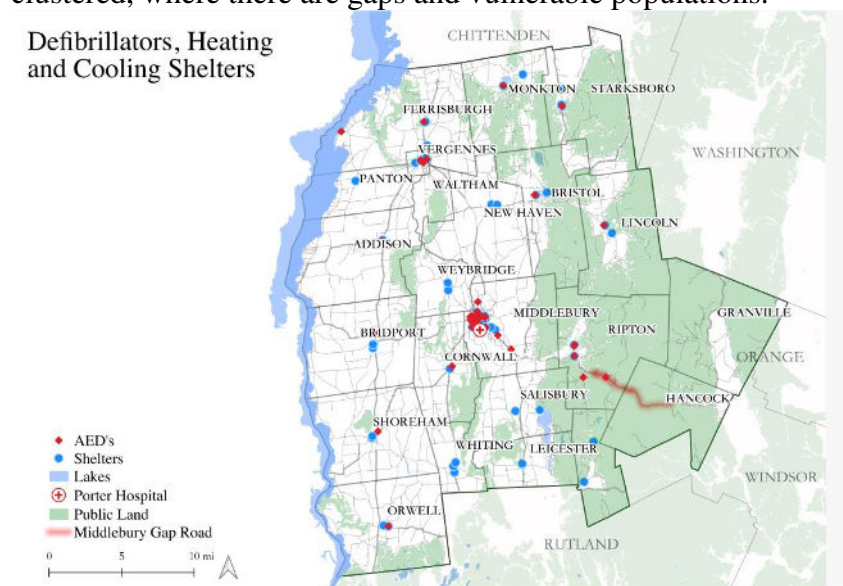 clustered, where there are gaps and vulnerable populations.
Defibrillators, Heating
and Cooling Shelters
CHITTENDEN
MONKTON
STARKSBORO
FERRISBURGH
VERGENNES
WASHINGTON
PANTON
WALTHAM
BRISTOL
NEW HAVEN
LINCOLN
ADDISON
WEYBRIDGE
MIDDLEBURY
GRANVILLE
BRIDPORT
RIPTON
CORNWALL
ORANGE
SALISBURY
HANCOCK
SHOREHAM
WHITING
LEICESTER
WINDSOR
ORWELL
RUTLAND
AED's
Shelters
Lakes
Porter Hospital
Public Land
Middlebury Gap Road
0 5 10 mi